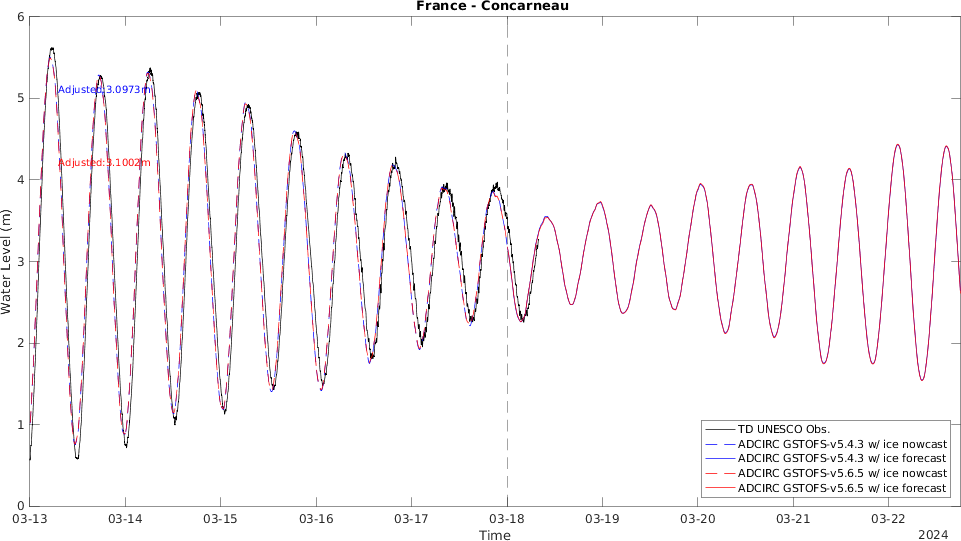 France - Concarneau
6
5
4
3
2
1
0
Water Level (m)
Adjusted:3.0973m
Adjusted:3.1002m
TD UNESCO Obs.
ADCIRC GSTOFS-v5.4.3 w/ ice nowcast
ADCIRC GSTOFS-v5.4.3 w/ ice forecast
ADCIRC GSTOFS-v5.6.5 w/ ice nowcast
ADCIRC GSTOFS-v5.6.5 w/ ice forecast
03-13 03-14 03-15 03-16 03-17 03-18 03-19 03-20 03-21 03-22
Time
2024